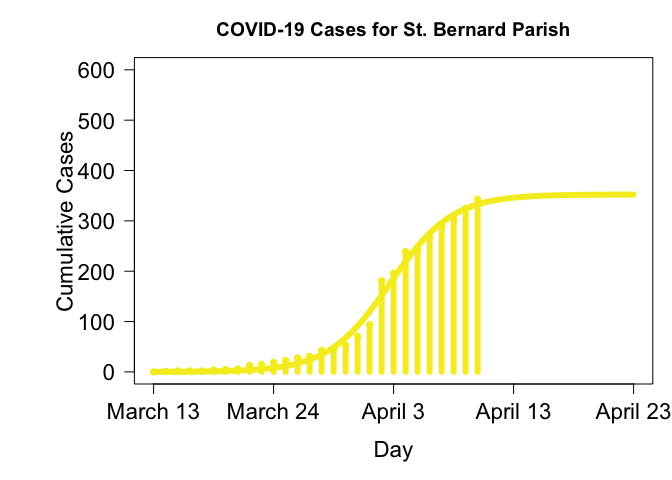 COVID-19 Cases for St. Bernard Parish
600
500
400
300
200
100
0
Cumulative Cases
March 13 March 24 April 3 April 13 April 23
Day